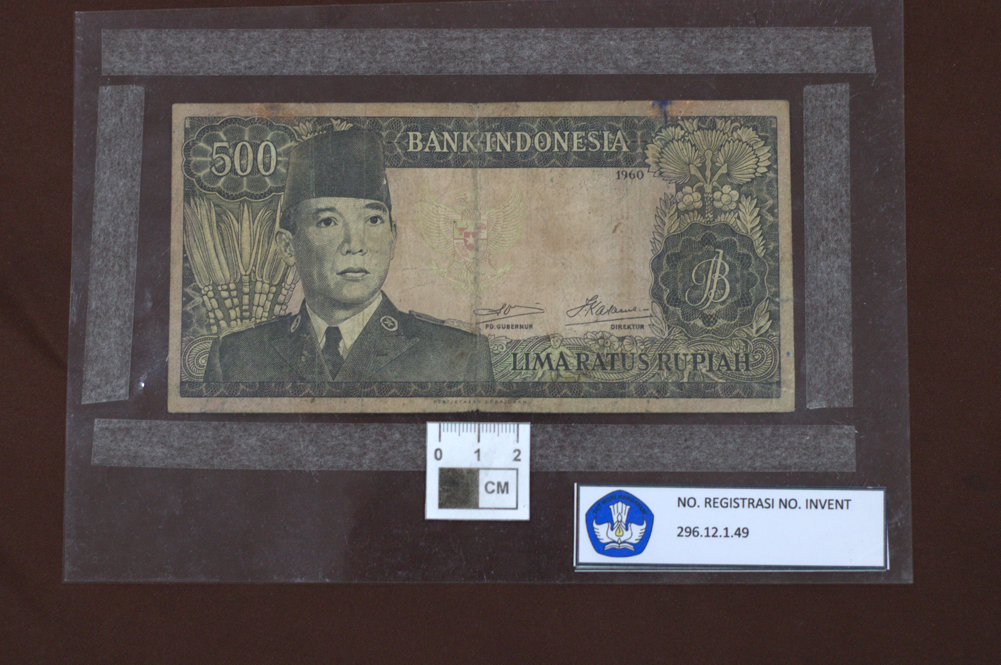 500
BANK INDONESIA
1960
JB
PD. GUBERNUR
DIREKTUR
LIMA RATUS RUPIAH
0 1 2
CM
NO. REGISTRASI NO. INVENT
296.12.1.49